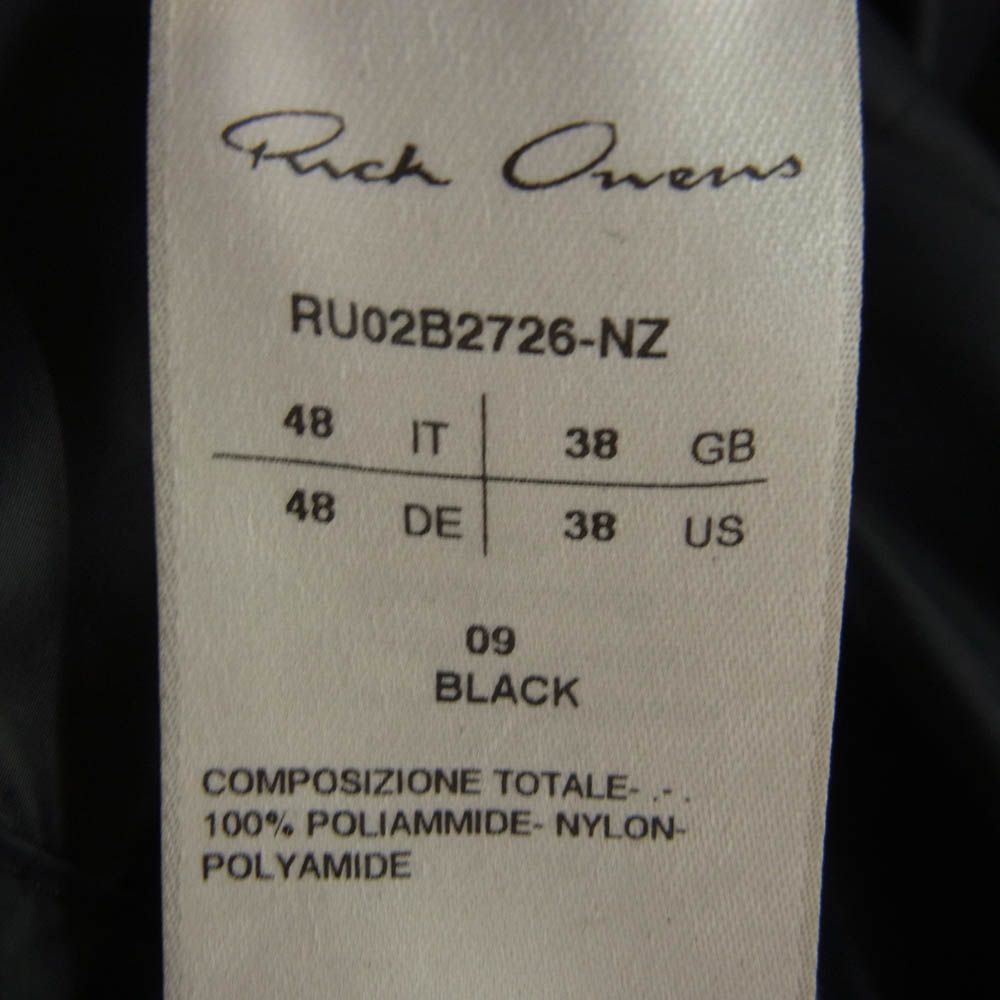 Rick Owens
RU02B2726-NZ
48 IT 38 GB
48 DE 38 US
09
BLACK
COMPOSIZIONE TOTALE- .- .
100% POLIAMMIDE- NYLON-
POLYAMIDE